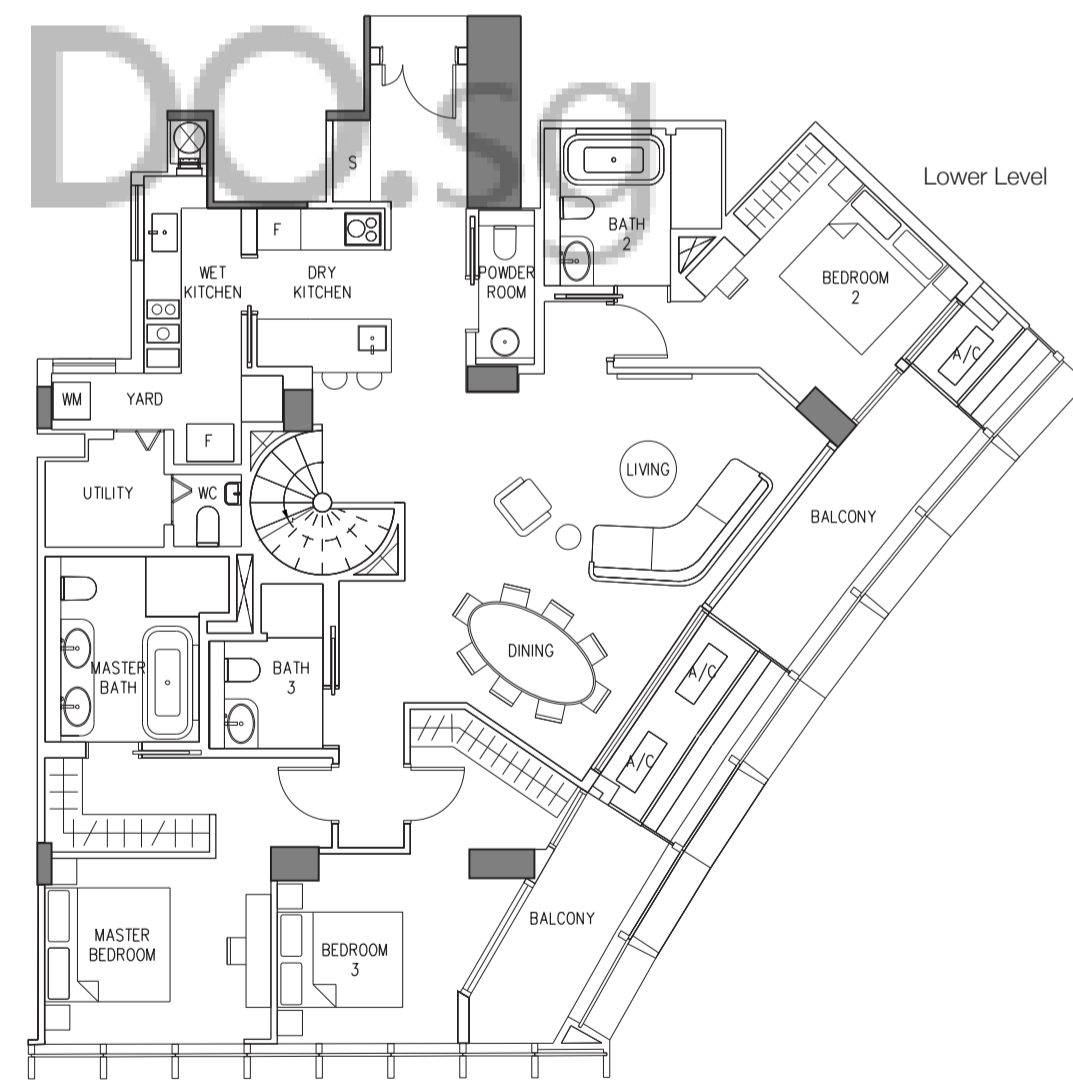 DO.sg
Lower Level
S
BATH
2
F
WET
KITCHEN
DRY
KITCHEN
POWDER
ROOM
BEDROOM
2
A/C
WM
YARD
F
LIVING
UTILITY
WC
BALCONY
DINING
A/C
MASTER
BATH
BATH
3
A/C
BALCONY
MASTER
BEDROOM
BEDROOM
3